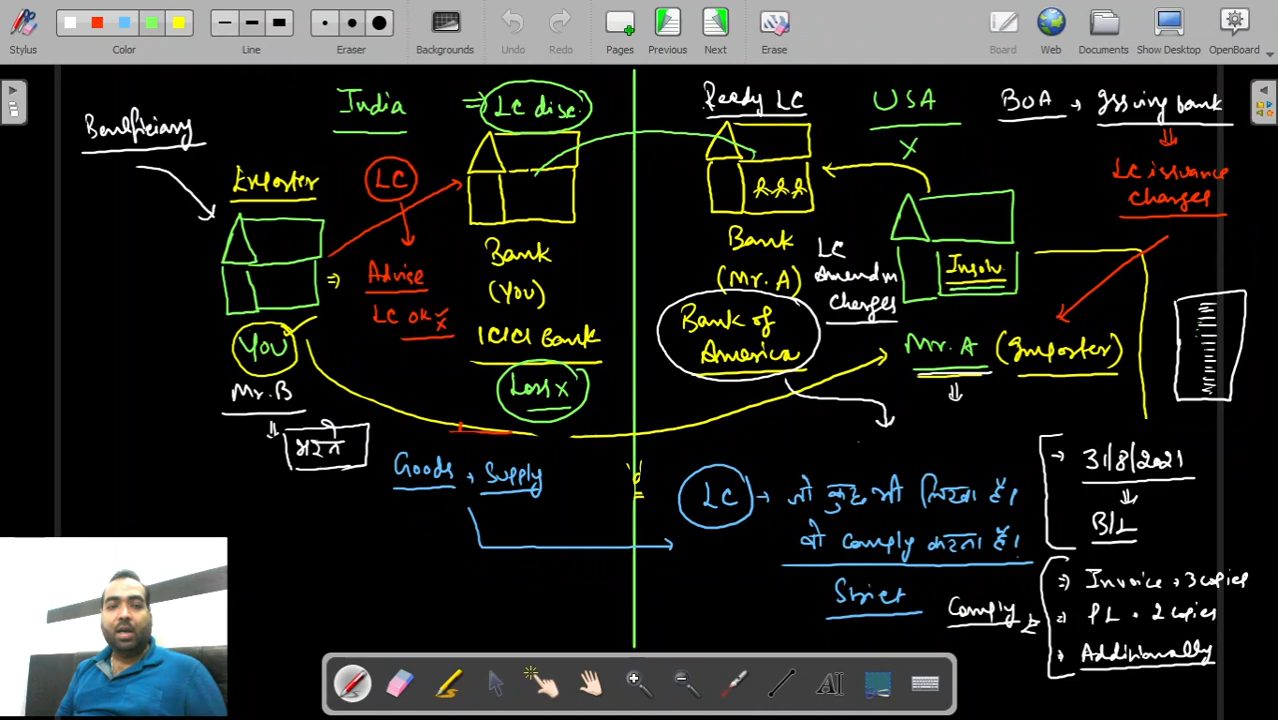 Stylus
Color
Line
Eraser
Backgrounds
Undo
Redo
Pages
Previous
Next
Erase
Board
Web
Documents
Show Desktop
OpenBoard
India
⇒ LC disc.
Ready LC
USA
BOA → Issuing bank
Beneficiary
X
LC issuance
charges
Exporter
LC
Advise
LC ok
Bank
(YOU)
ICICI Bank
Loss X
Bank
(Mr. A)
Bank of
America
LC
Amendm
Charges
Insolv.
Mr. A (Importer)
YOU
Mr. B
Goods, Supply
LC → जो कुछ भी लिखा है।
वो comply करना है।
Strict
Comply
31/8/2021
B/L
Invoice → 3 copies
PL • 2 copies
Additionally